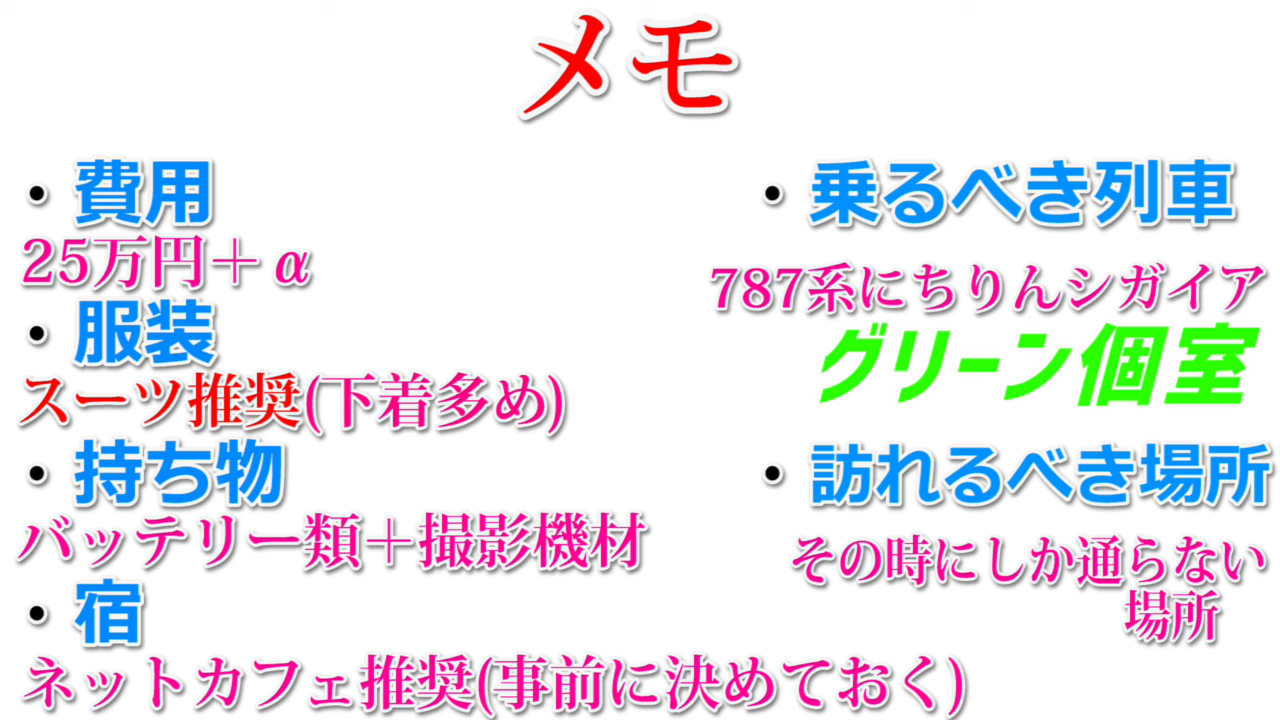 メモ
・費用
25万円＋α
・服装
スーツ推奨(下着多め)
・持ち物
バッテリー類＋撮影機材
・宿
ネットカフェ推奨(事前に決めておく)
・乗るべき列車
787系にちりんシガイア
グリーン個室
・訪れるべき場所
その時にしか通らない
場所